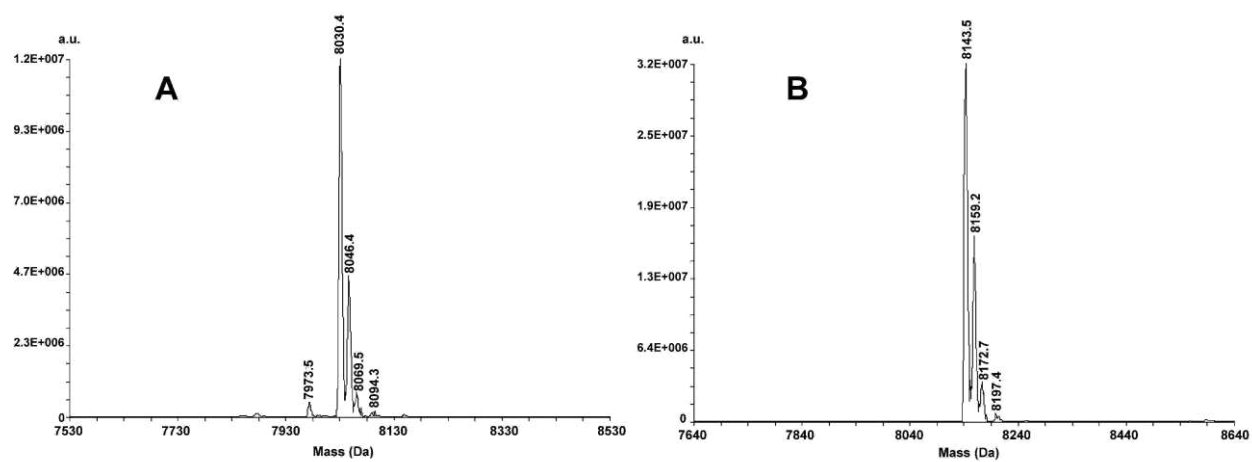 a.u.
1.2E+007
9.3E+006
7.0E+006
4.7E+006
2.3E+006
0
A
7973.5
8030.4
8046.4
8069.5
8094.3
7530 7730 7930 8130 8330 8530
Mass (Da)
a.u.
3.2E+007
2.5E+007
1.9E+007
1.3E+007
6.4E+006
0
B
8143.5
8159.2
8172.7
8197.4
7640 7840 8040 8240 8440 8640
Mass (Da)